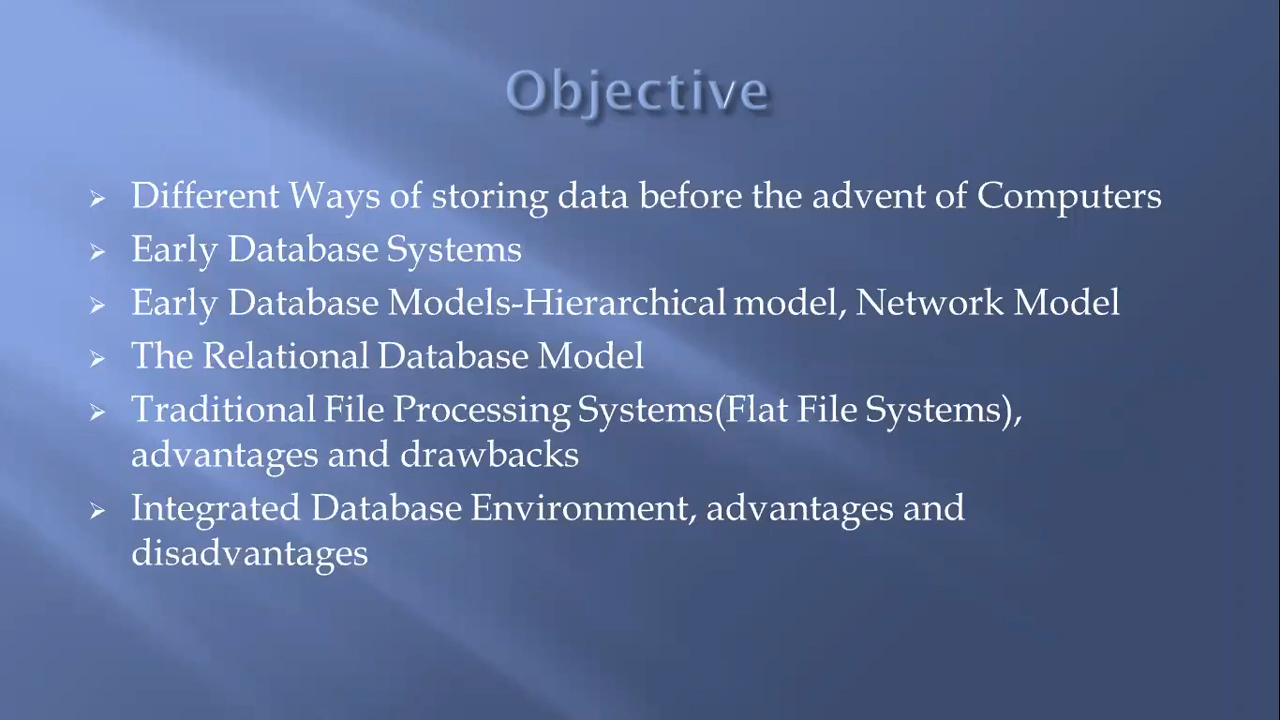 Objective
Different Ways of storing data before the advent of Computers
Early Database Systems
Early Database Models-Hierarchical model, Network Model
The Relational Database Model
Traditional File Processing Systems(Flat File Systems),
advantages and drawbacks
Integrated Database Environment, advantages and
disadvantages